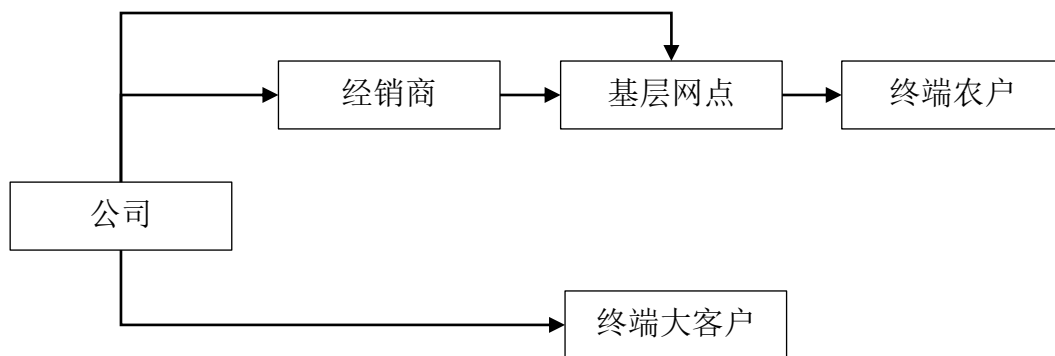 经销商
基层网点
终端农户
公司
终端大客户